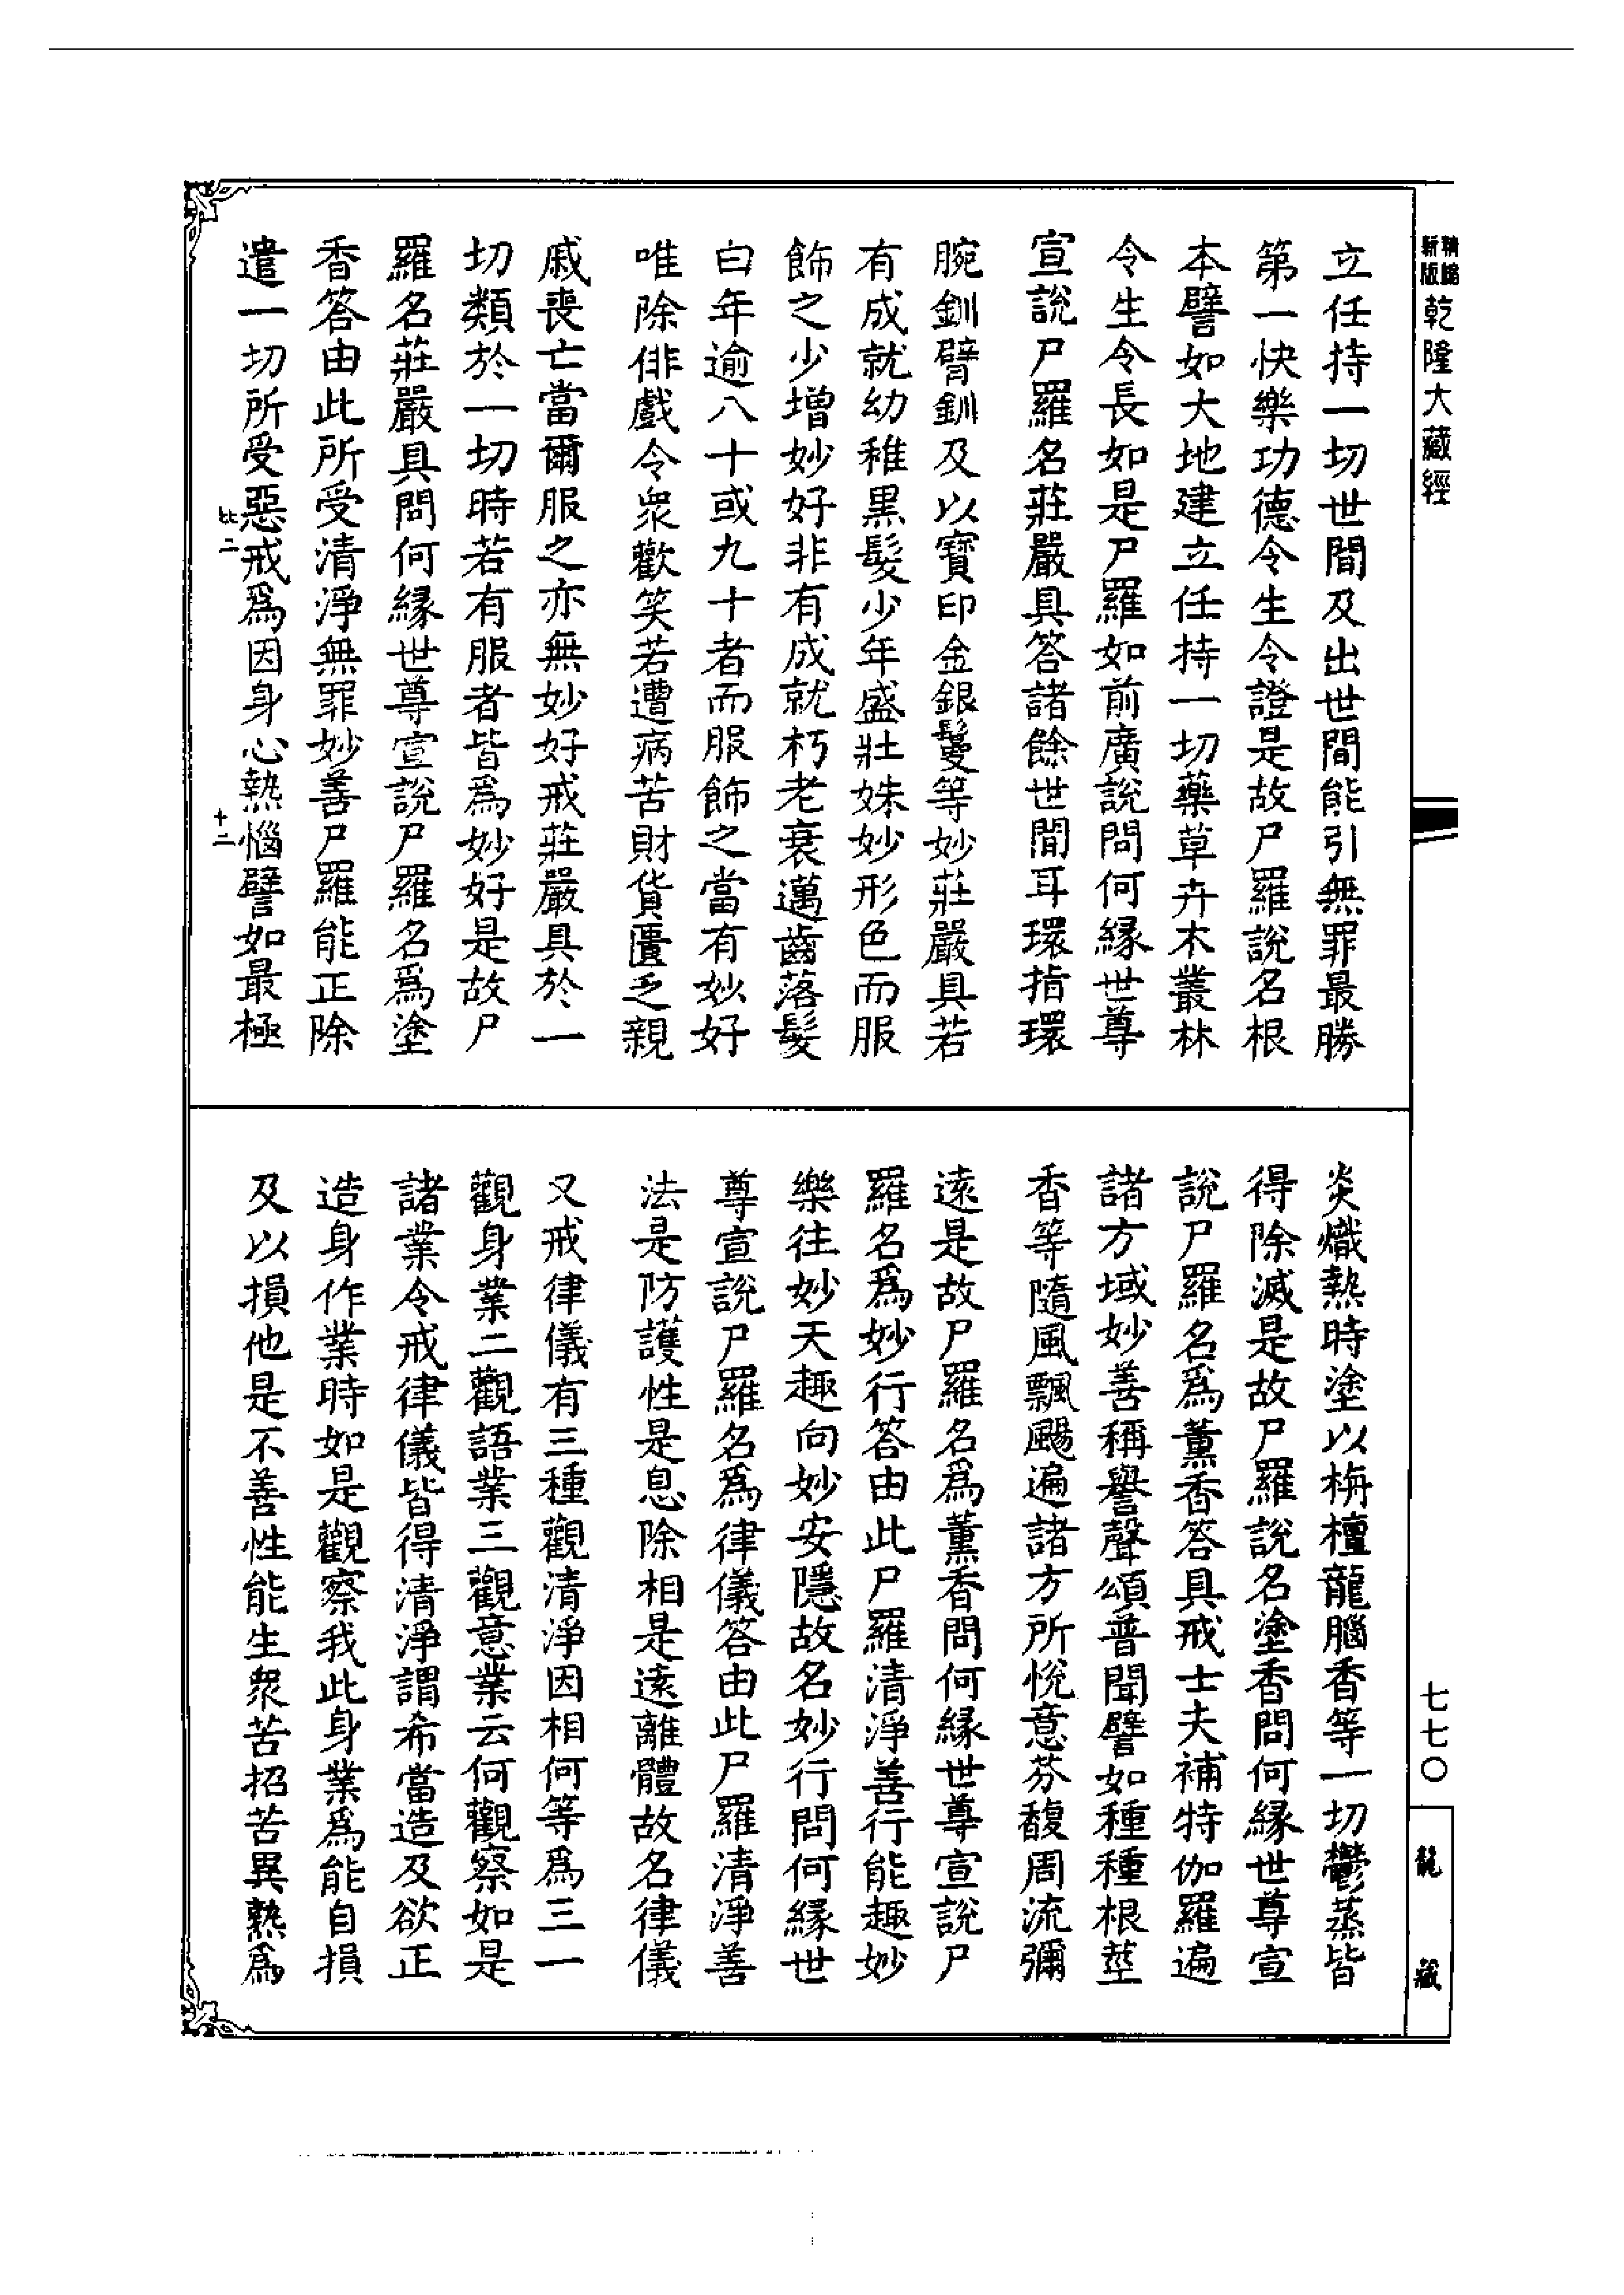 精編
新版
乾隆大藏經
立任持一切世間及出世間能引無罪最勝
第一快樂功德令生令證是故尸羅說名根
本譬如大地建立任持一切藥草卉木叢林
令生令長如是尸羅如前廣說問何緣世尊
宣說尸羅名莊嚴具答諸餘世間耳環指環
腕釧臂釧及以寶印金銀鬘等妙莊嚴具若
有成就幼稚黑髮少年盛壯姝妙形色而服
飾之少增妙好非有成就朽老衰邁齒落髮
白年逾八十或九十者而服飾之當有妙好
唯除俳戲令眾歡笑若遭病苦財貨匱乏親
戚喪亡當爾服之亦無妙好戒莊嚴具於一
切類於一切時若有服者皆為妙好是故尸
羅名莊嚴具問何緣世尊宣說尸羅名為塗
香答由此所受清淨無罪妙善尸羅能正除
遣一切所受惡戒為因身心熱惱譬如最極
比二
十二
炎熾熱時塗以栴檀龍腦香等一切鬱蒸皆
得除滅是故尸羅說名塗香問何緣世尊宣
說尸羅名為薰香答具戒士夫補特伽羅遍
諸方域妙善稱譽聲頌普聞譬如種種根莖
香等隨風飄颺遍諸方所悅意芬馥周流彌
遠是故尸羅名為薰香問何緣世尊宣說尸
羅名為妙行答由此尸羅清淨善行能趣妙
樂往妙天趣向妙安隱故名妙行問何緣世
尊宣說尸羅名為律儀答由此尸羅清淨善
法是防護性是息除相是遠離體故名律儀
又戒律儀有三種觀清淨因相何等為三一
觀身業二觀語業三觀意業云何觀察如是
諸業令戒律儀皆得清淨謂希當造及欲正
造身作業時如是觀察我此身業為能自損
及以損他是不善性能生眾苦招苦異熟為
七七〇
龍藏